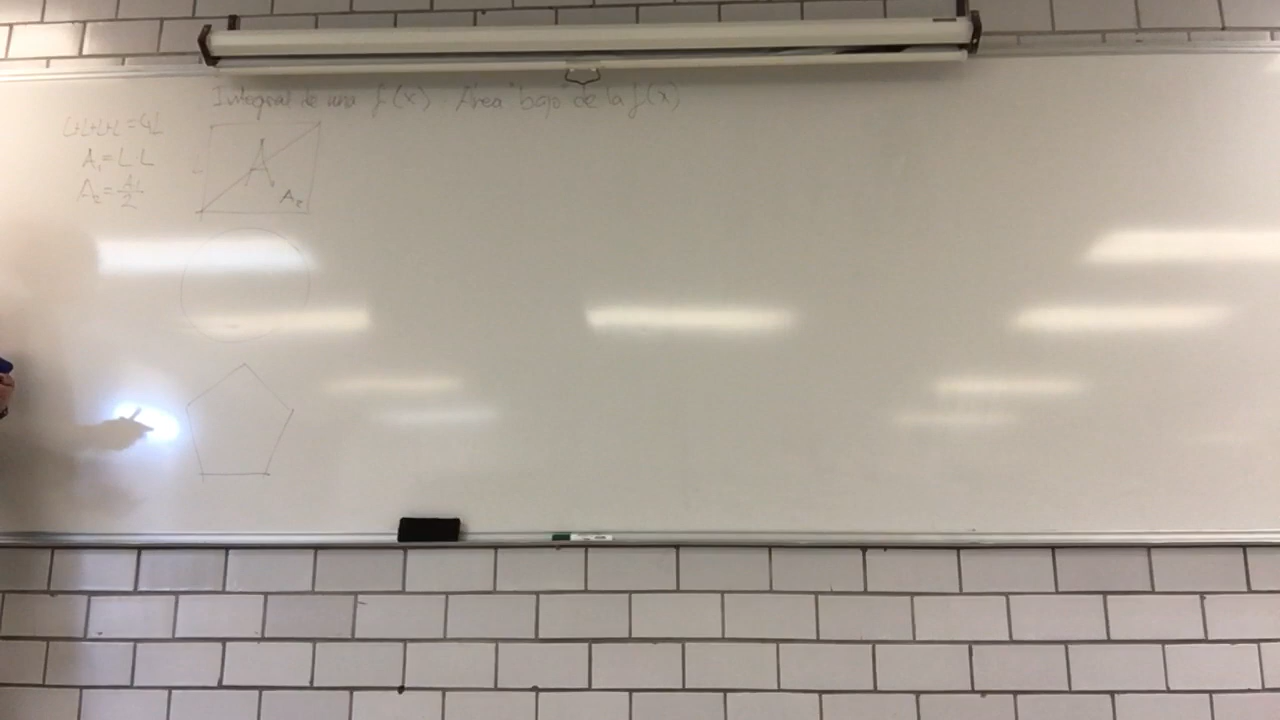 Integral de una f(x). Área "bajo" de la f(x)
L+L+L+L=4L
A₁=L L
A₂=
2
L
A
A₂